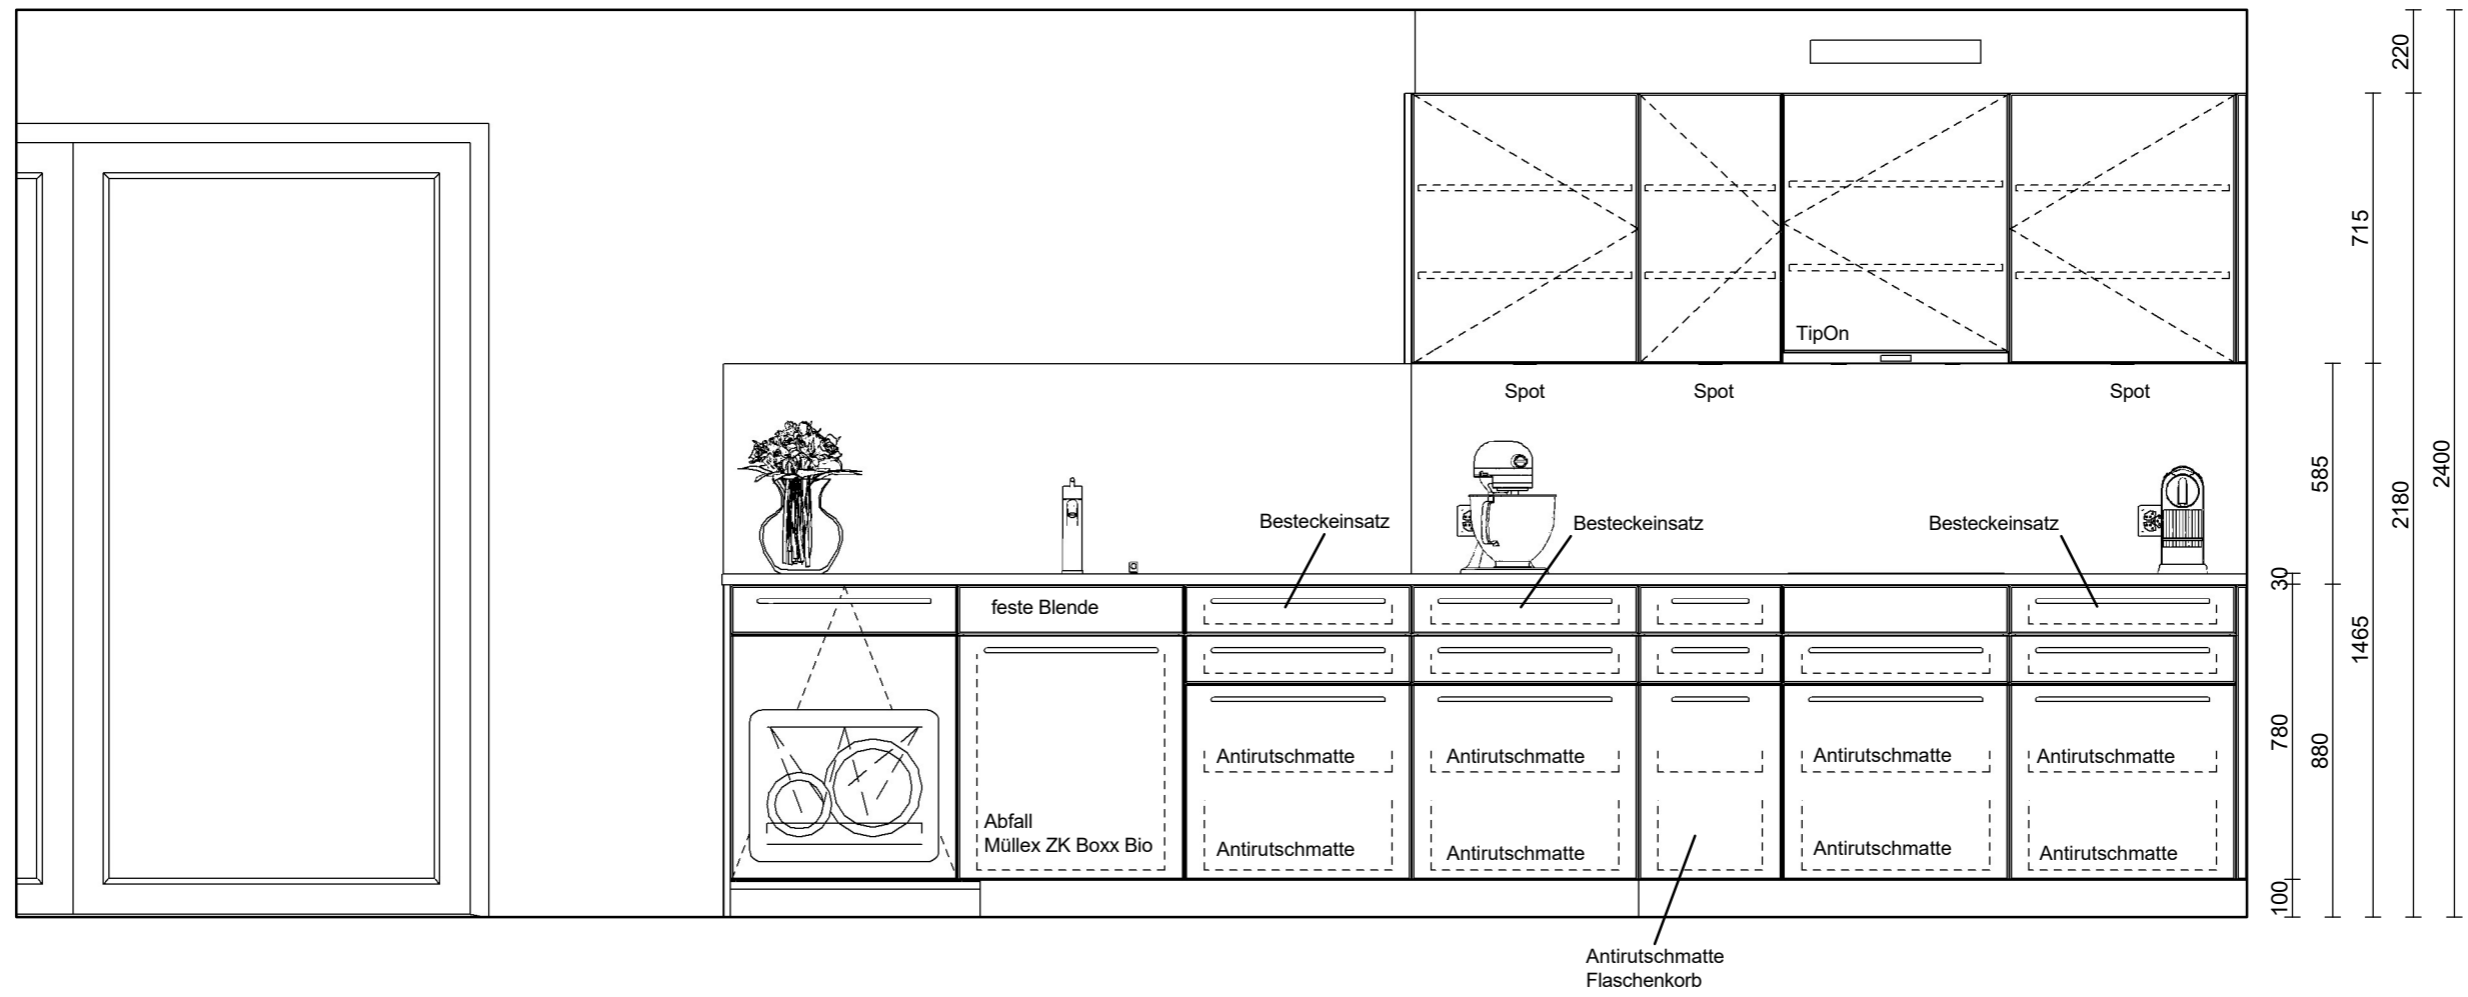 220
715
TipOn
Spot
Spot
Spot
2400
585
2180
Besteckeinsatz
Besteckeinsatz
Besteckeinsatz
30
feste Blende
1465
780
880
Antirutschmatte
Antirutschmatte
Antirutschmatte
Antirutschmatte
Abfall
Müllex ZK Boxx Bio
Antirutschmatte
Antirutschmatte
Antirutschmatte
Antirutschmatte
100
Antirutschmatte
Flaschenkorb